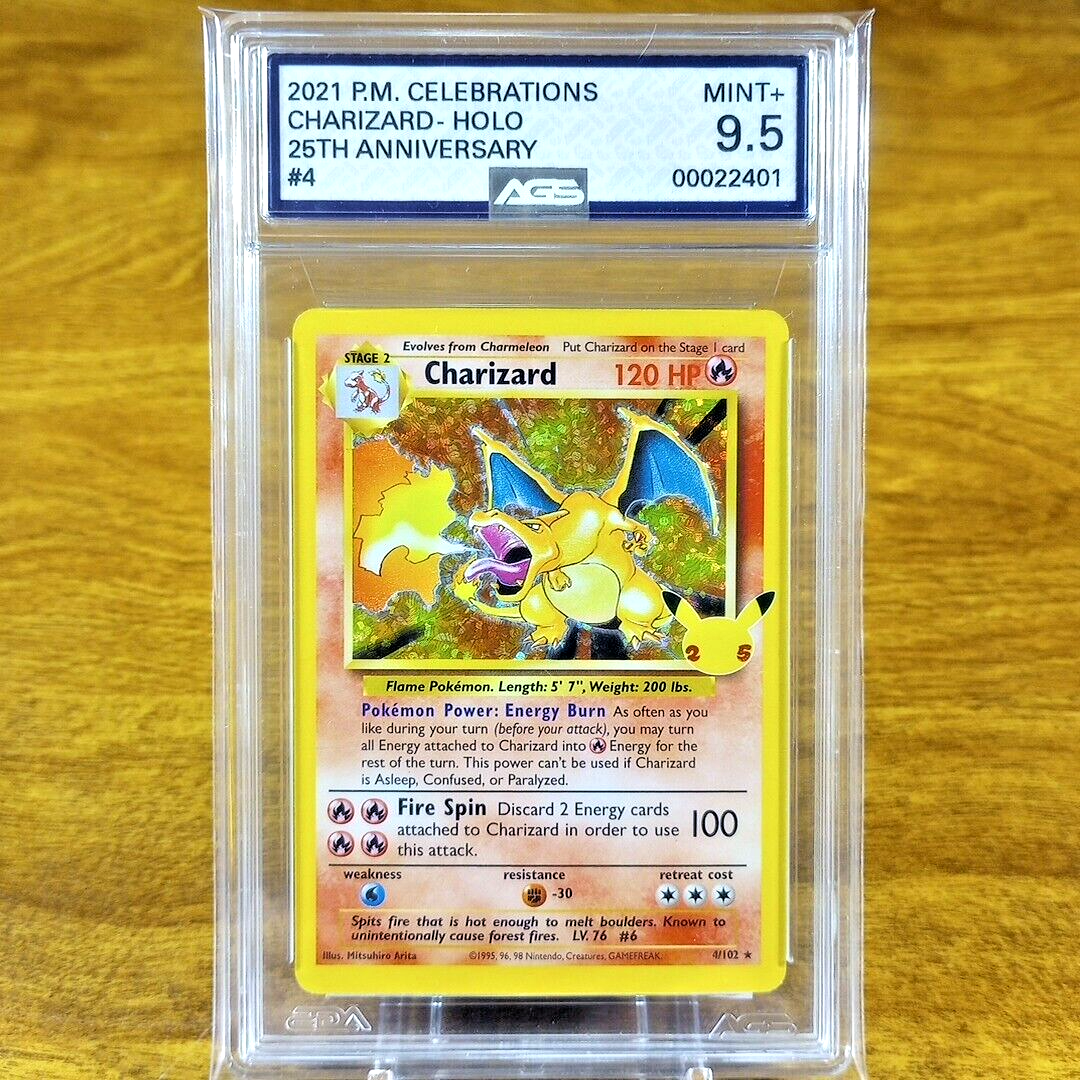 2021 P.M. CELEBRATIONS MINT+
CHARIZARD- HOLO 9.5
25TH ANNIVERSARY
#4 AGS 00022401
Evolves from Charmeleon Put Charizard on the Stage 1 card
STAGE 2
Charizard 120 HP
25
Flame Pokémon. Length: 5' 7", Weight: 200 lbs.
Pokémon Power: Energy Burn As often as you
like during your turn (before your attack), you may turn
all Energy attached to Charizard into Energy for the
rest of the turn. This power can't be used if Charizard
is Asleep, Confused, or Paralyzed.
Fire Spin Discard 2 Energy cards
attached to Charizard in order to use 100
this attack.
weakness resistance retreat cost
-30
Spits fire that is hot enough to melt boulders. Known to
unintentionally cause forest fires. LV. 76 #6
Illus. Mitsuhiro Arita ©1995, 96, 98 Nintendo, Creatures, GAMEFREAK. 4/102 ★
AGS